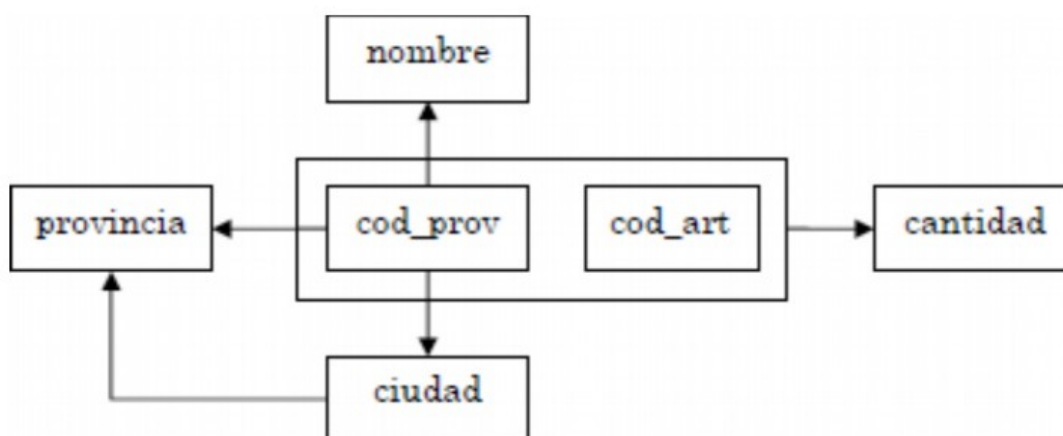 nombre
provincia
cod_prov
cod_art
cantidad
ciudad